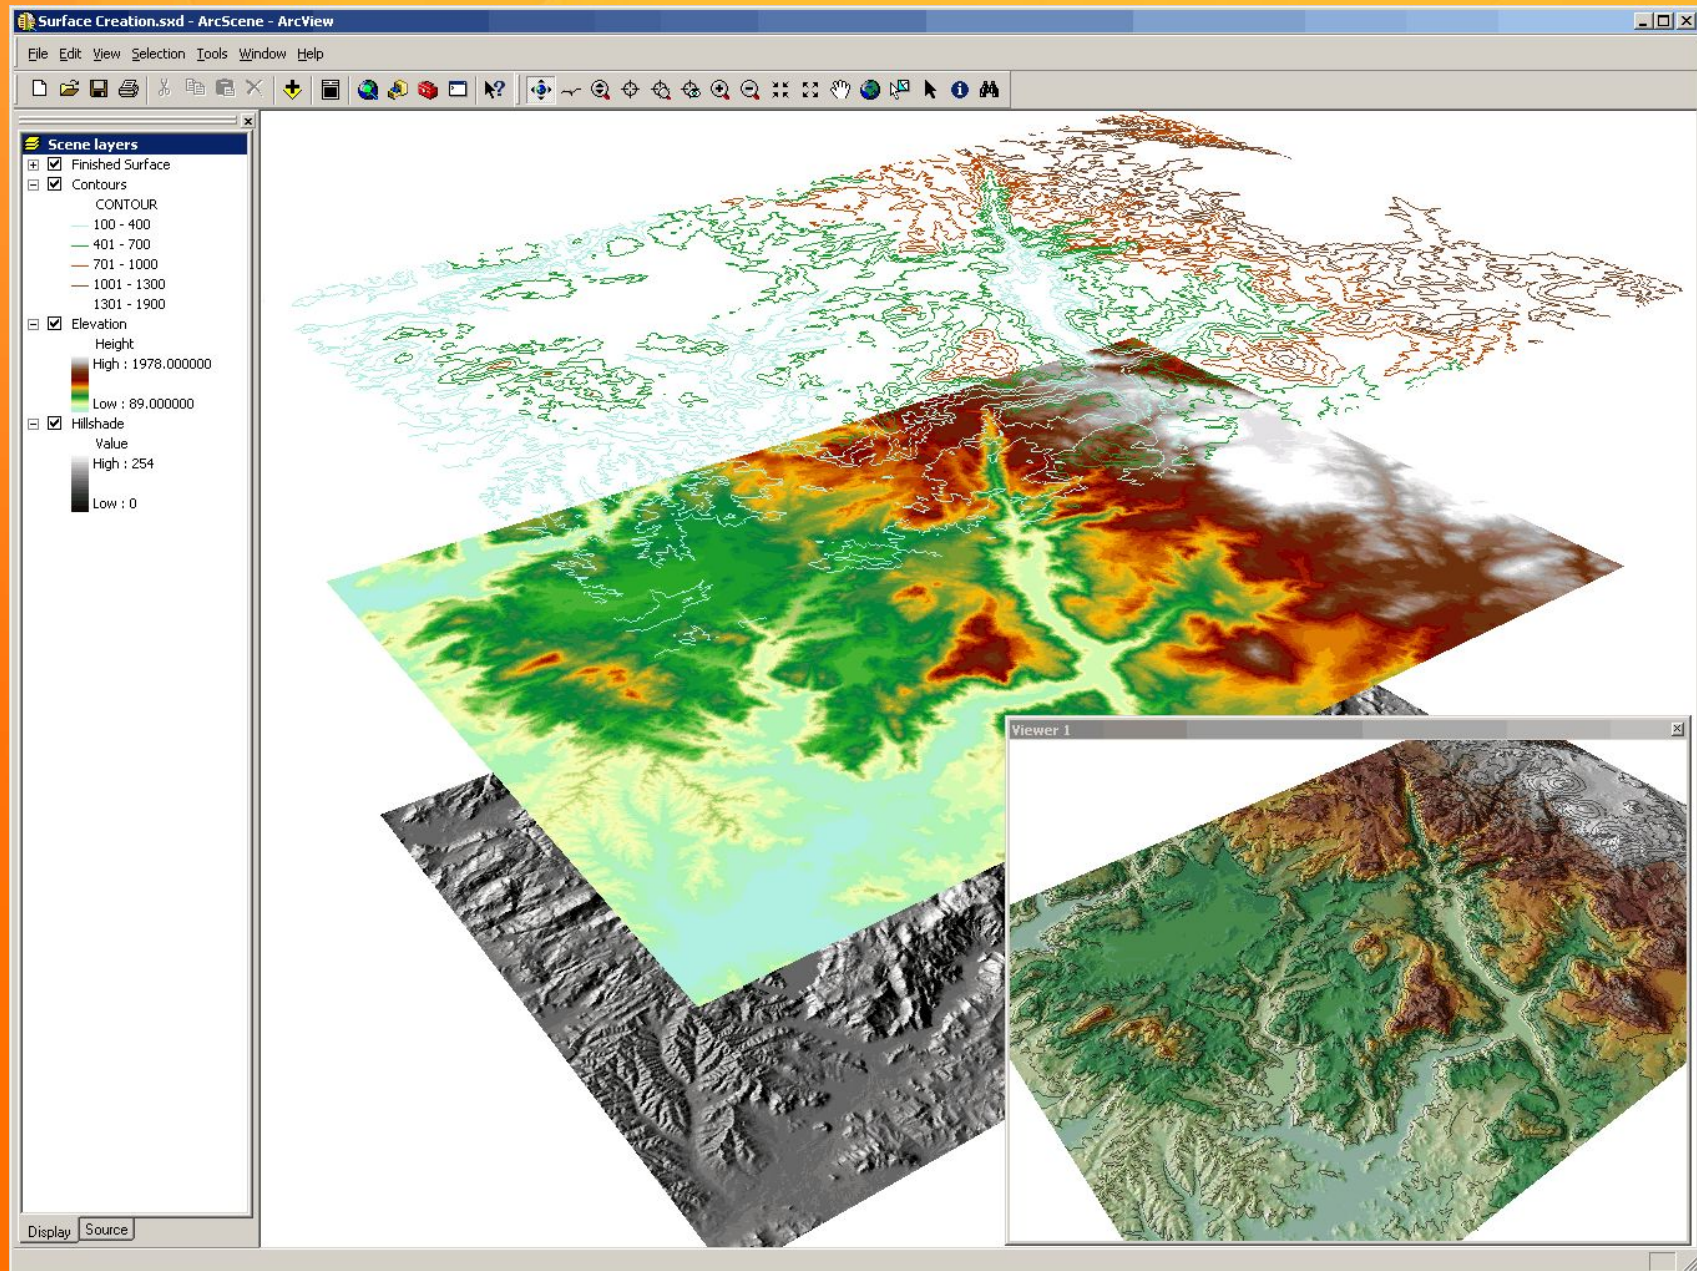 Surface Creation.sxd - ArcScene - ArcView
File Edit View Selection Tools Window Help
Scene layers
Finished Surface
Contours
CONTOUR
100 - 400
401 - 700
701 - 1000
1001 - 1300
1301 - 1900
Elevation
Height
High : 1978.000000
Low : 89.000000
Hillshade
Value
High : 254
Low : 0
Viewer 1
Display Source